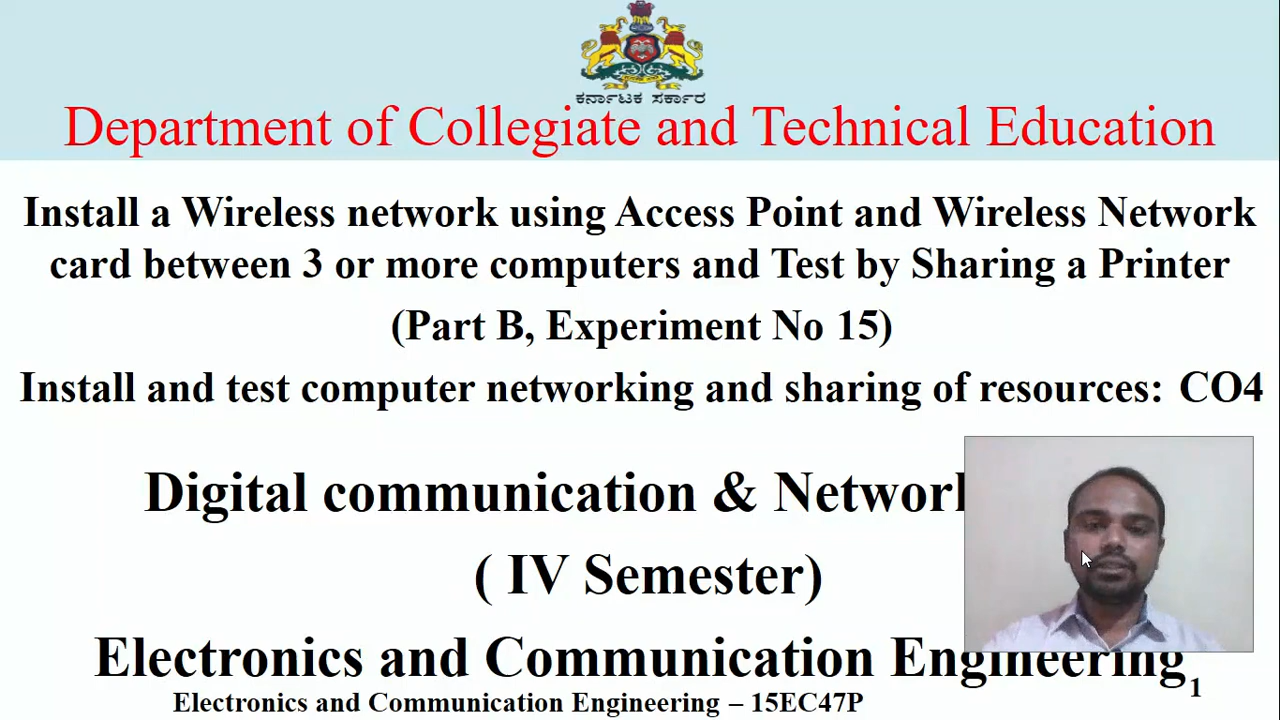 ಕರ್ನಾಟಕ ಸರ್ಕಾರ
Department of Collegiate and Technical Education
Install a Wireless network using Access Point and Wireless Network
card between 3 or more computers and Test by Sharing a Printer
(Part B, Experiment No 15)
Install and test computer networking and sharing of resources: CO4
Digital communication &
( IV Semester)
Electronics and Communication Engineering
Electronics and Communication Engineering – 15EC47P
1